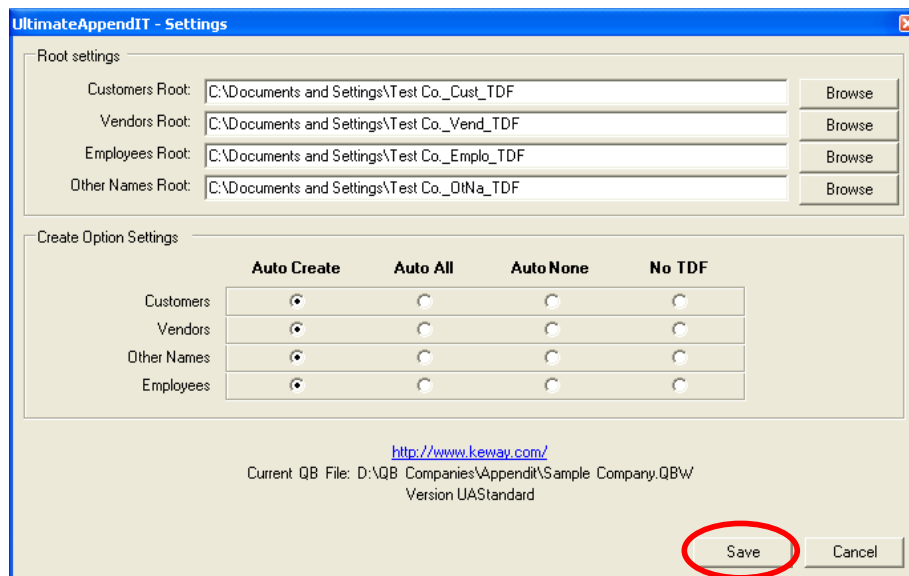 UltimateAppendIT - Settings
Root settings
Customers Root: C:\Documents and Settings\Test Co._Cust_TDF Browse
Vendors Root: C:\Documents and Settings\Test Co._Vend_TDF Browse
Employees Root: C:\Documents and Settings\Test Co._Emplo_TDF Browse
Other Names Root: C:\Documents and Settings\Test Co._OtNa_TDF Browse
Create Option Settings
Auto Create Auto All Auto None No TDF
Customers
Vendors
Other Names
Employees
http://www.keway.com/
Current QB File: D:\QB Companies\Appendit\Sample Company.QBW
Version UAStandard
Save Cancel